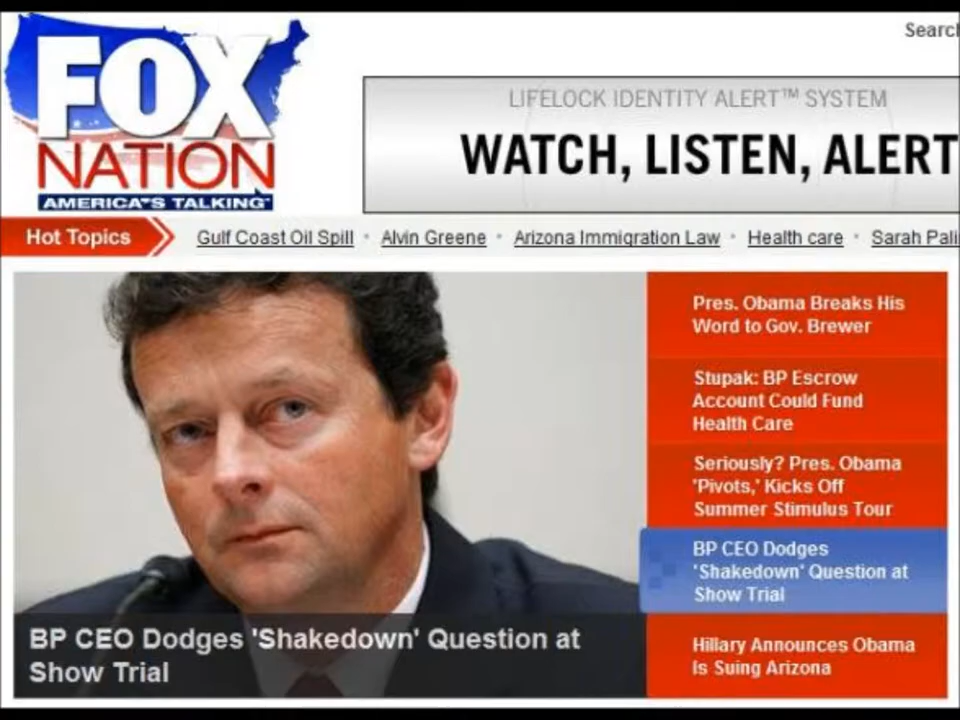 FOX
NATION
AMERICA'S TALKING
Search
LIFELOCK IDENTITY ALERT™ SYSTEM
WATCH, LISTEN, ALERT
Hot Topics
Gulf Coast Oil Spill • Alvin Greene • Arizona Immigration Law • Health care • Sarah Pali
Pres. Obama Breaks His
Word to Gov. Brewer
Stupak: BP Escrow
Account Could Fund
Health Care
Seriously? Pres. Obama
'Pivots,' Kicks Off
Summer Stimulus Tour
BP CEO Dodges
'Shakedown' Question at
Show Trial
Hillary Announces Obama
Is Suing Arizona
BP CEO Dodges 'Shakedown' Question at
Show Trial